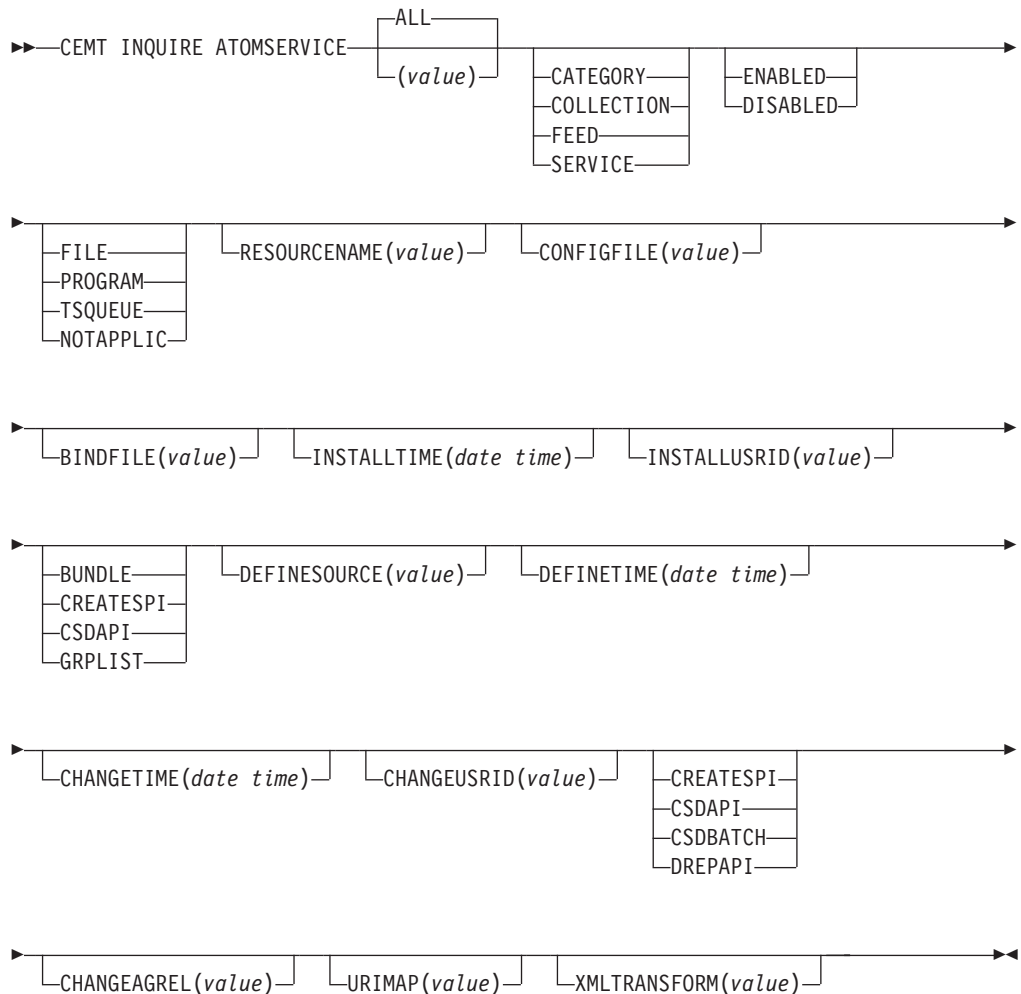 ALL
CEMT INQUIRE ATOMSERVICE
(value)
CATEGORY
COLLECTION
FEED
SERVICE
ENABLED
DISABLED
FILE
PROGRAM
TSQUEUE
NOTAPPLIC
RESOURCENAME(value)
CONFIGFILE(value)
BINDFILE(value)
INSTALLTIME(date time)
INSTALLUSRID(value)
BUNDLE
CREATESPI
CSDAPI
GRPLIST
DEFINESOURCE(value)
DEFINETIME(date time)
CHANGETIME(date time)
CHANGEUSRID(value)
CREATESPI
CSDAPI
CSDBATCH
DREPAPI
CHANGEAGREL(value)
URIMAP(value)
XMLTRANSFORM(value)